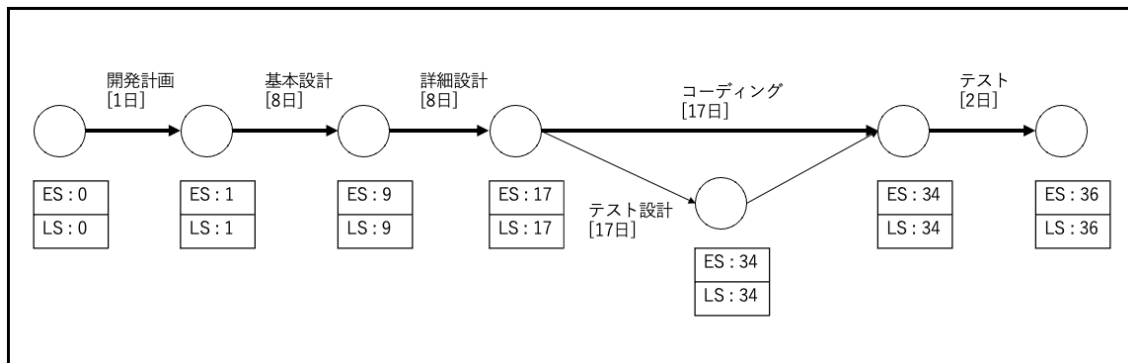 開発計画
[1日]
基本設計
[8日]
詳細設計
[8日]
コーディング
[17日]
テスト
[2日]
テスト設計
[17日]
ES : 0
LS : 0
ES : 1
LS : 1
ES : 9
LS : 9
ES : 17
LS : 17
ES : 34
LS : 34
ES : 34
LS : 34
ES : 36
LS : 36